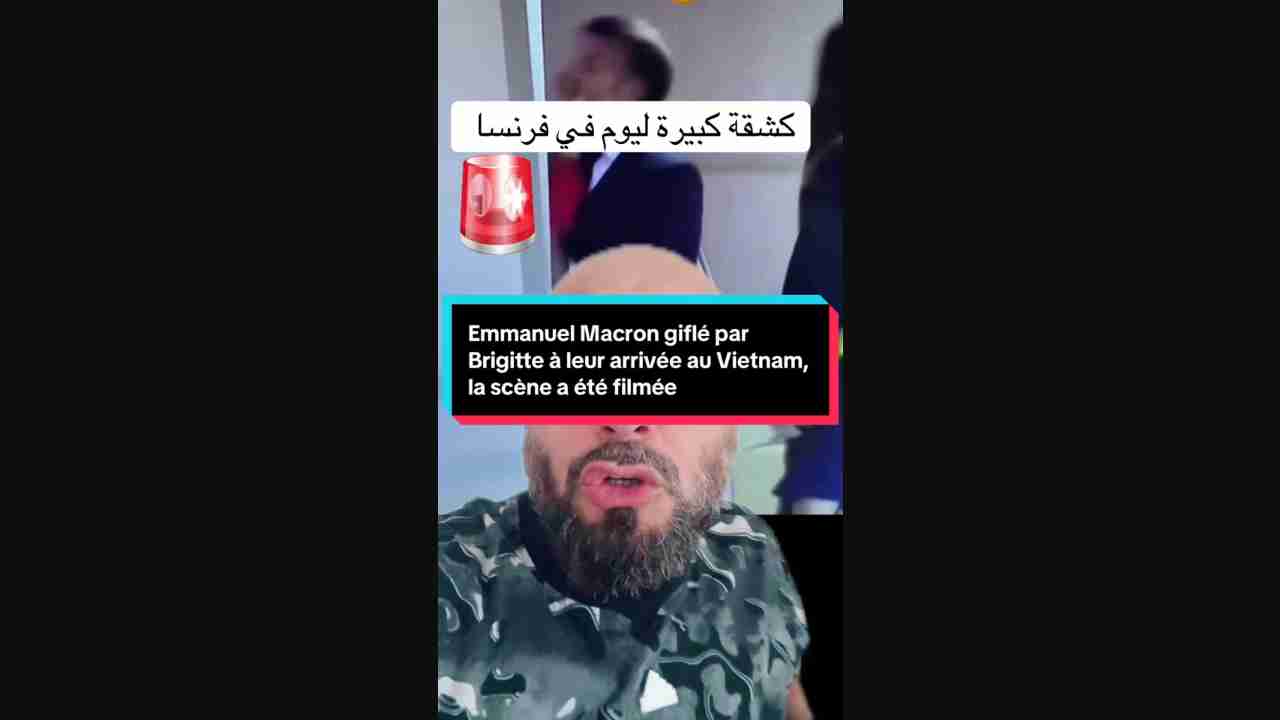 كشقة كبيرة ليوم في فرنسا
Emmanuel Macron giflé par
Brigitte à leur arrivée au Vietnam,
la scène a été filmée